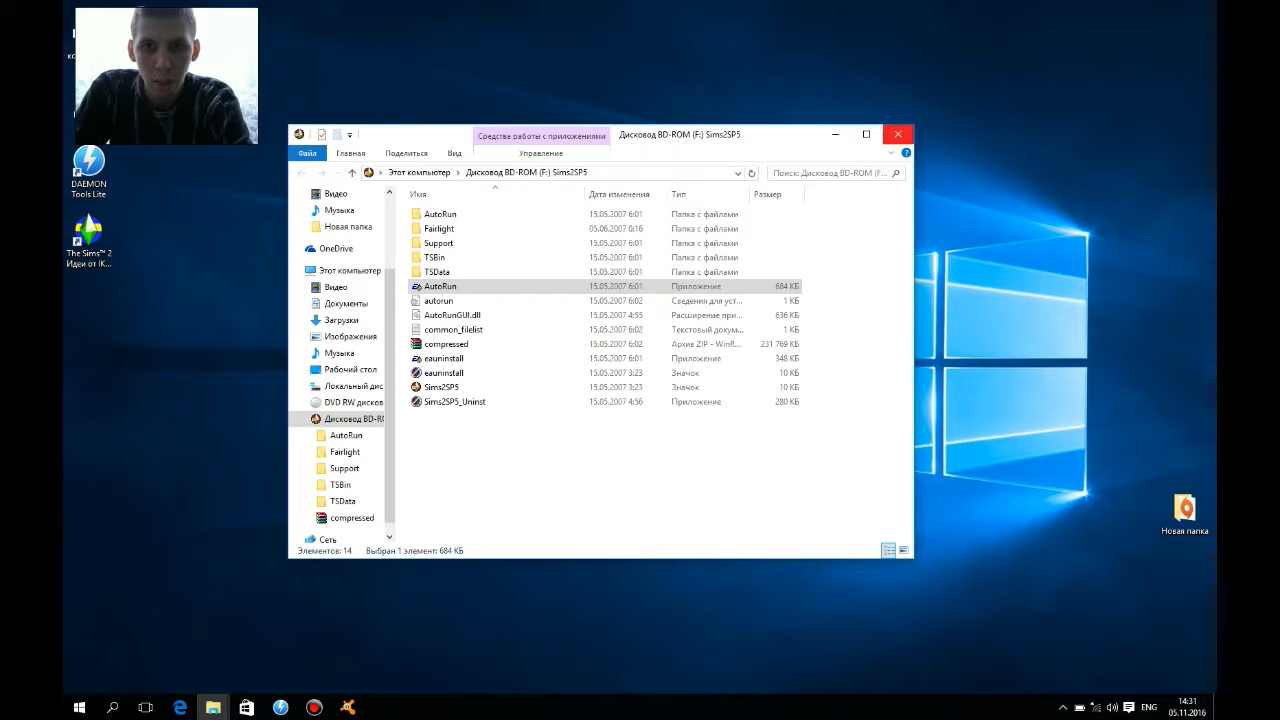 Средства работы с приложениями
Дисковод BD-ROM (F:) Sims2SP5
Файл
Главная
Поделиться
Вид
Управление
Этот компьютер
Дисковод BD-ROM (F:) Sims2SP5
Поиск: Дисковод BD-ROM (F...
Имя
Дата изменения
Тип
Размер
Видео
Музыка
Новая папка
OneDrive
Этот компьютер
Видео
Документы
Загрузки
Изображения
Музыка
Рабочий стол
Локальный дис
DVD RW дисков
Дисковод BD-RO
AutoRun
Fairlight
Support
TSBin
TSData
compressed
Сеть
AutoRun 15.05.2007 6:01 Папка с файлами
Fairlight 05.06.2007 0:16 Папка с файлами
Support 15.05.2007 6:01 Папка с файлами
TSBin 15.05.2007 6:01 Папка с файлами
TSData 15.05.2007 6:01 Папка с файлами
AutoRun 15.05.2007 6:01 Приложение 684 КБ
autorun 15.05.2007 6:02 Сведения для уст... 1 КБ
AutoRunGUI.dll 15.05.2007 4:55 Расширение при... 636 КБ
common_filelist 15.05.2007 6:02 Текстовый докум... 1 КБ
compressed 15.05.2007 6:02 Архив ZIP - WinR... 231 769 КБ
eauninstall 15.05.2007 6:01 Приложение 348 КБ
eauninstall 15.05.2007 3:23 Значок 10 КБ
Sims2SP5 15.05.2007 3:23 Значок 10 КБ
Sims2SP5_Uninst 15.05.2007 4:56 Приложение 280 КБ
Элементов: 14
Выбран 1 элемент: 684 КБ
DAEMON
Tools Lite
The Sims™ 2
Идеи от IK...
Новая папка
ENG
14:31
05.11.2016